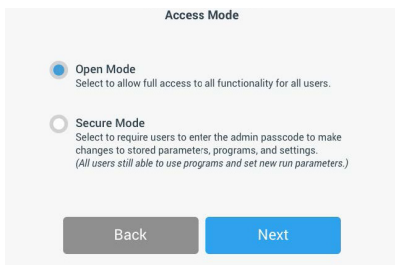 Access Mode
Open Mode
Select to allow full access to all functionality for all users.
Secure Mode
Select to require users to enter the admin passcode to make
changes to stored parameters, programs, and settings.
(All users still able to use programs and set new run parameters.)
Back
Next